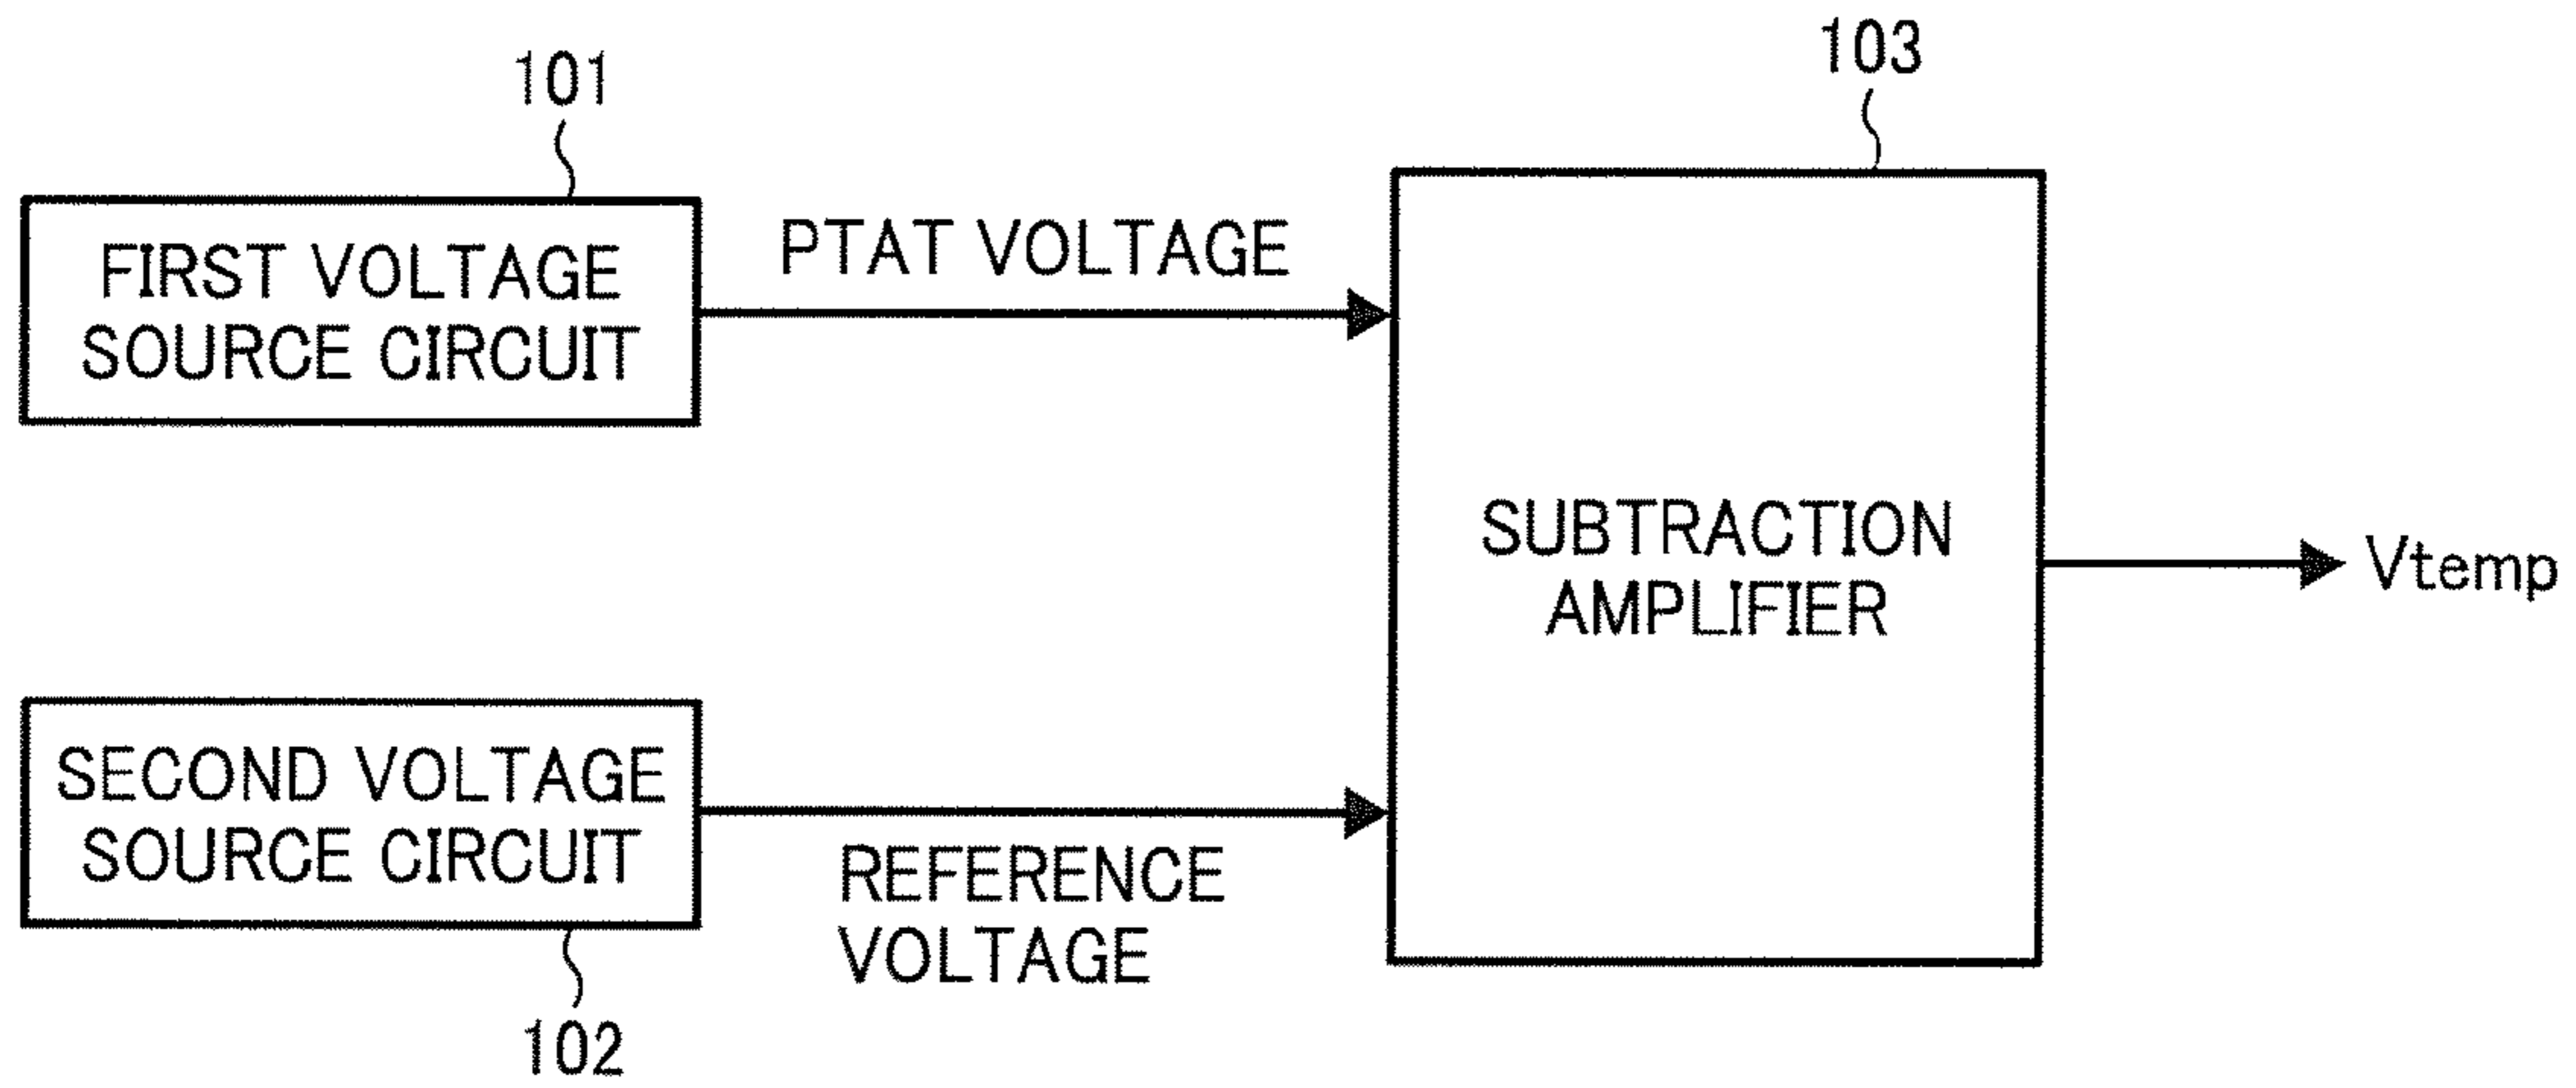 101
103
FIRST VOLTAGE
SOURCE CIRCUIT
PTAT VOLTAGE
SUBTRACTION
AMPLIFIER
Vtemp
SECOND VOLTAGE
SOURCE CIRCUIT
REFERENCE
VOLTAGE
102